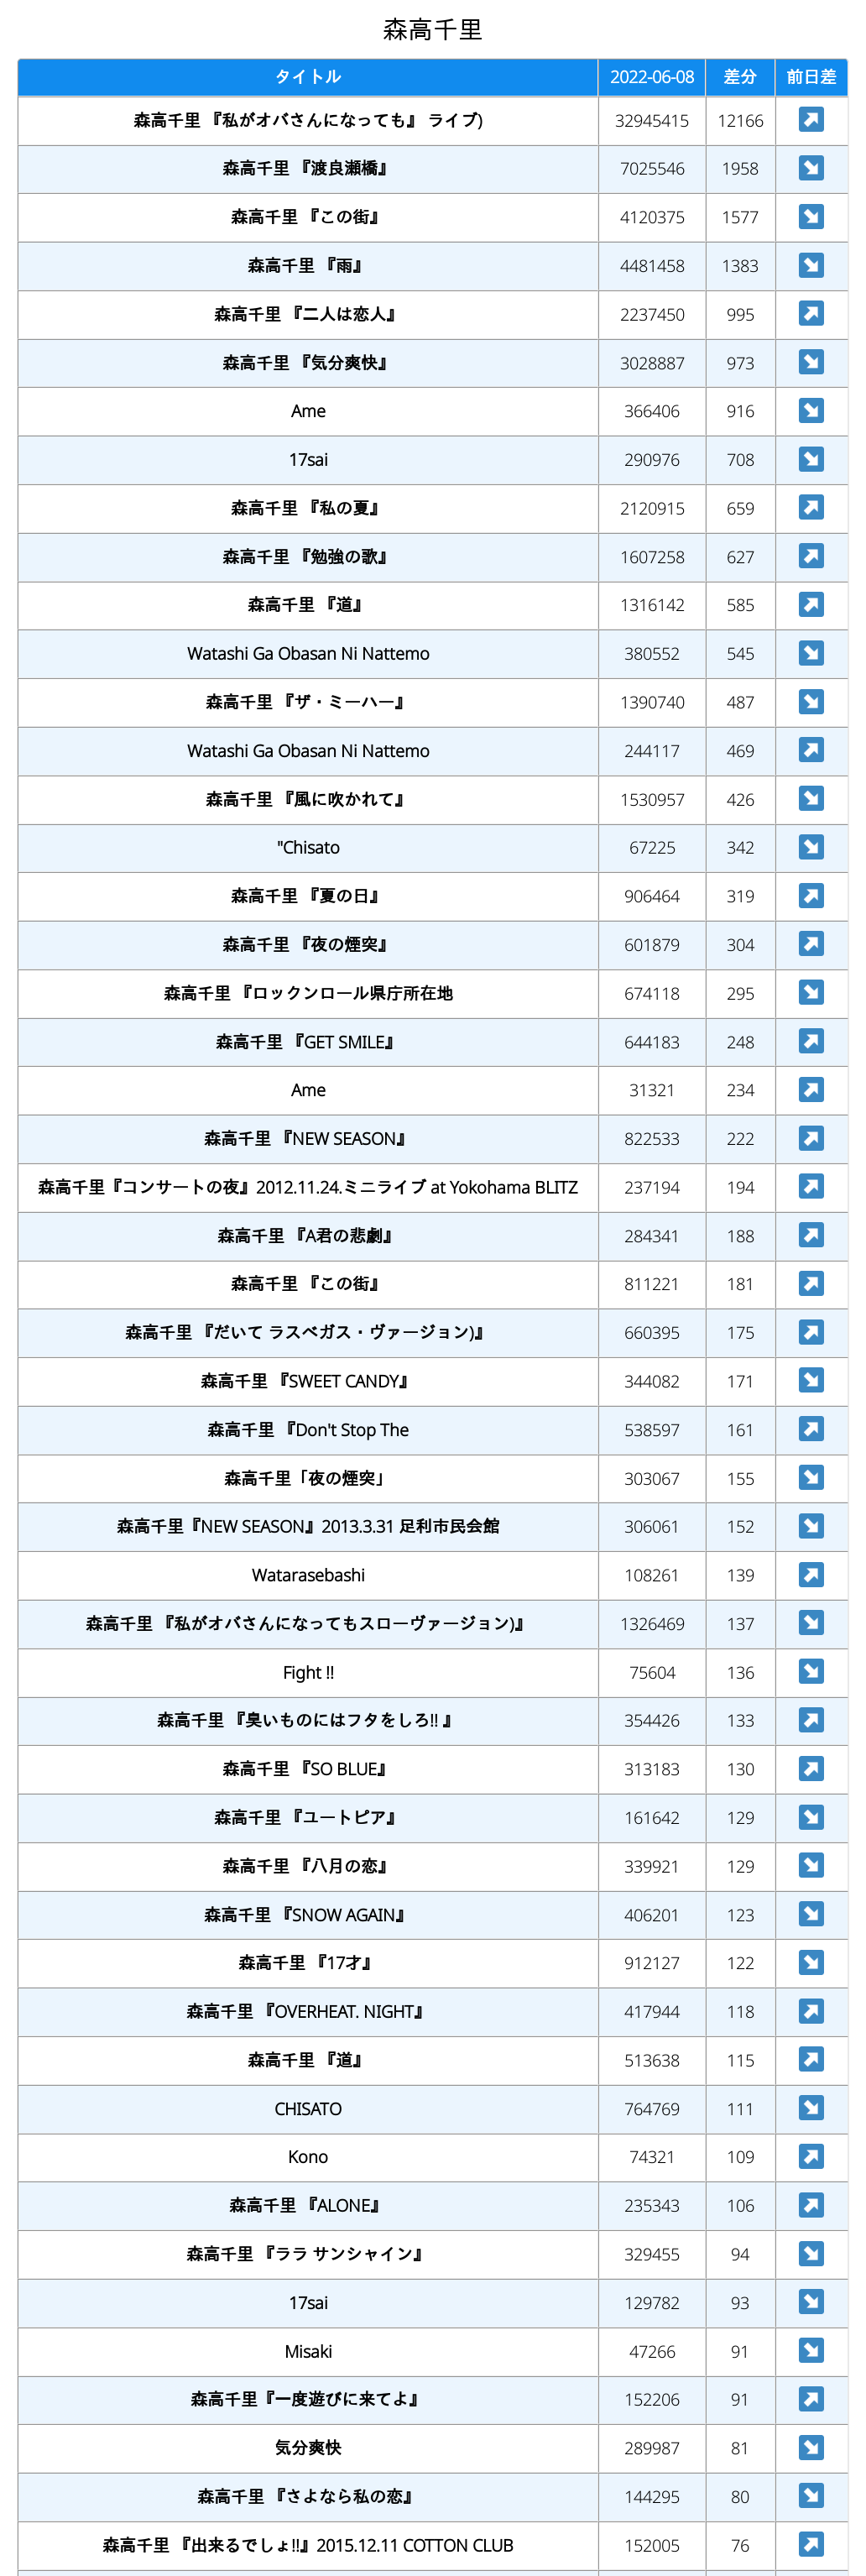 森高千里
タイトル 2022-06-08 差分 前日差
森高千里 『私がオバさんになっても』 ライブ) 32945415 12166
森高千里 『渡良瀬橋』 7025546 1958
森高千里 『この街』 4120375 1577
森高千里 『雨』 4481458 1383
森高千里 『二人は恋人』 2237450 995
森高千里 『気分爽快』 3028887 973
Ame 366406 916
17sai 290976 708
森高千里 『私の夏』 2120915 659
森高千里 『勉強の歌』 1607258 627
森高千里 『道』 1316142 585
Watashi Ga Obasan Ni Nattemo 380552 545
森高千里 『ザ・ミーハー』 1390740 487
Watashi Ga Obasan Ni Nattemo 244117 469
森高千里 『風に吹かれて』 1530957 426
"Chisato 67225 342
森高千里 『夏の日』 906464 319
森高千里 『夜の煙突』 601879 304
森高千里 『ロックンロール県庁所在地 674118 295
森高千里 『GET SMILE』 644183 248
Ame 31321 234
森高千里 『NEW SEASON』 822533 222
森高千里『コンサートの夜』2012.11.24.ミニライブ at Yokohama BLITZ 237194 194
森高千里 『A君の悲劇』 284341 188
森高千里 『この街』 811221 181
森高千里 『だいて ラスベガス・ヴァージョン)』 660395 175
森高千里 『SWEET CANDY』 344082 171
森高千里 『Don't Stop The 538597 161
森高千里「夜の煙突」 303067 155
森高千里『NEW SEASON』2013.3.31 足利市民会館 306061 152
Watarasebashi 108261 139
森高千里 『私がオバさんになってもスローヴァージョン)』 1326469 137
Fight !! 75604 136
森高千里 『臭いものにはフタをしろ!! 』 354426 133
森高千里 『SO BLUE』 313183 130
森高千里 『ユートピア』 161642 129
森高千里 『八月の恋』 339921 129
森高千里 『SNOW AGAIN』 406201 123
森高千里 『17才』 912127 122
森高千里 『OVERHEAT. NIGHT』 417944 118
森高千里 『道』 513638 115
CHISATO 764769 111
Kono 74321 109
森高千里 『ALONE』 235343 106
森高千里 『ララ サンシャイン』 329455 94
17sai 129782 93
Misaki 47266 91
森高千里『一度遊びに来てよ』 152206 91
気分爽快 289987 81
森高千里 『さよなら私の恋』 144295 80
森高千里 『出来るでしょ!!』2015.12.11 COTTON CLUB 152005 76